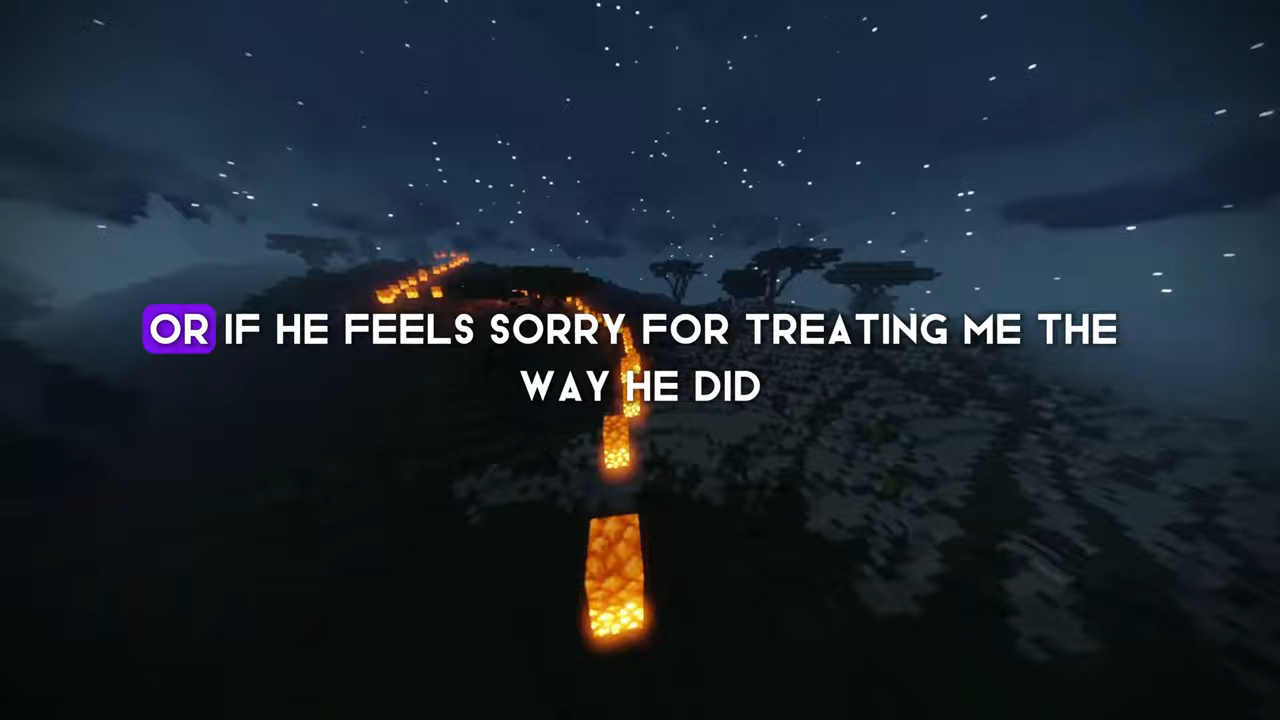 OR IF HE FEELS SORRY FOR TREATING ME THE
WAY HE DID